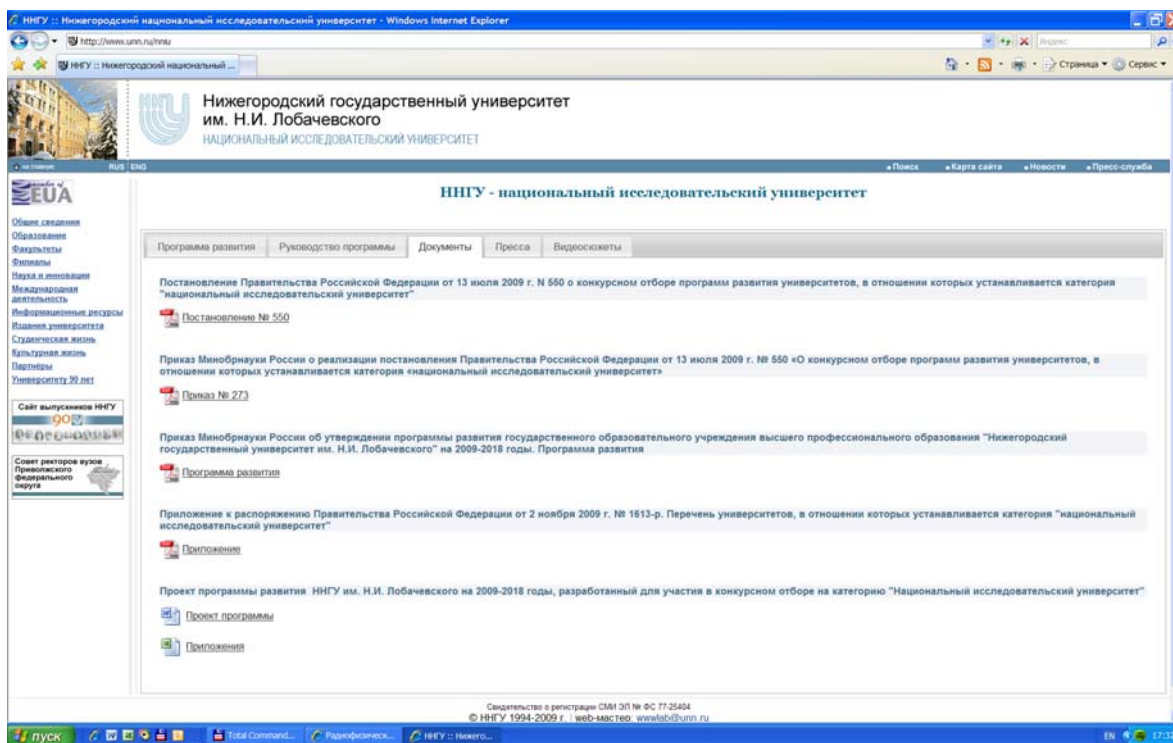 ННГУ :: Нижегородский национальный исследовательский университет - Windows Internet Explorer
http://www.unn.ru/nniu
Яндекс
ННГУ :: Нижегородский национальный ...
Страница
Сервис
Нижегородский государственный университет
им. Н.И. Лобачевского
НАЦИОНАЛЬНЫЙ ИССЛЕДОВАТЕЛЬСКИЙ УНИВЕРСИТЕТ
на главную RUS ENG
Поиск Карта сайта Новости Пресс-служба
member of
EUA
Общие сведения
Образование
Факультеты
Филиалы
Наука и инновации
Международная
деятельность
Информационные ресурсы
Издания университета
Студенческая жизнь
Культурная жизнь
Партнёры
Университету 90 лет
Сайт выпускников ННГУ
90
Совет ректоров вузов
Приволжского
федерального
округа
ННГУ - национальный исследовательский университет
Программа развития Руководство программы Документы Пресса Видеосюжеты
Постановление Правительства Российской Федерации от 13 июля 2009 г. N 550 о конкурсном отборе программ развития университетов, в отношении которых устанавливается категория
"национальный исследовательский университет"
Постановление № 550
Приказ Минобрнауки России о реализации постановления Правительства Российской Федерации от 13 июля 2009 г. № 550 «О конкурсном отборе программ развития университетов, в
отношении которых устанавливается категория «национальный исследовательский университет»
Приказ № 273
Приказ Минобрнауки России об утверждении программы развития государственного образовательного учреждения высшего профессионального образования "Нижегородский
государственный университет им. Н.И. Лобачевского" на 2009-2018 годы. Программа развития
Программа развития
Приложение к распоряжению Правительства Российской Федерации от 2 ноября 2009 г. № 1613-р. Перечень университетов, в отношении которых устанавливается категория "национальный
исследовательский университет"
Приложение
Проект программы развития ННГУ им. Н.И. Лобачевского на 2009-2018 годы, разработанный для участия в конкурсном отборе на категорию "Национальный исследовательский университет"
Проект программы
Приложения
Свидетельство о регистрации СМИ ЭЛ № ФС 77-25404
© ННГУ 1994-2009 г. | web-мастер: wwwlab@unn.ru
пуск
Total Command...
Радиофизическ...
ННГУ :: Нижего...
EN
17:3